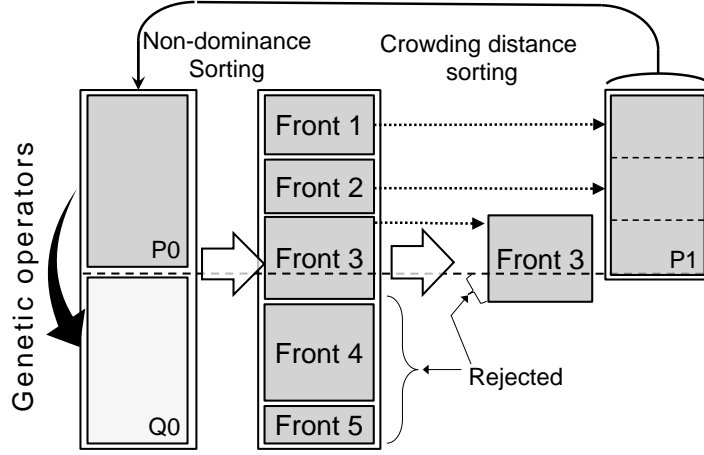 Non-dominance
Sorting
Crowding distance
sorting
Genetic operators
P0
Q0
Front 1
Front 2
Front 3
Front 4
Front 5
Front 3
P1
Rejected